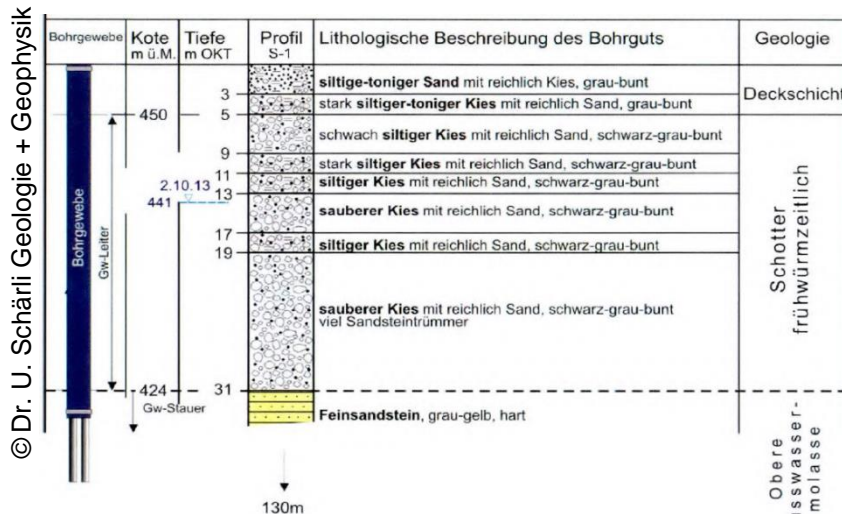 © Dr. U. Schärli Geologie + Geophysik
Bohrgewebe
Kote
m ü.M.
Tiefe
m OKT
Profil
S-1
Lithologische Beschreibung des Bohrguts
Geologie
siltige-toniger Sand mit reichlich Kies, grau-bunt
3
stark siltiger-toniger Kies mit reichlich Sand, grau-bunt
Deckschicht
450
5
schwach siltiger Kies mit reichlich Sand, schwarz-grau-bunt
9
stark siltiger Kies mit reichlich Sand, schwarz-grau-bunt
11
siltiger Kies mit reichlich Sand, schwarz-grau-bunt
2.10.13
13
441
sauberer Kies mit reichlich Sand, schwarz-grau-bunt
17
siltiger Kies mit reichlich Sand, schwarz-grau-bunt
19
Bohrgewebe
Gw-Leiter
Schotter
frühwürmzeitlich
sauberer Kies mit reichlich Sand, schwarz-grau-bunt
viel Sandsteintrümmer
424
31
Gw-Stauer
Feinsandstein, grau-gelb, hart
130m
Obere
molasse